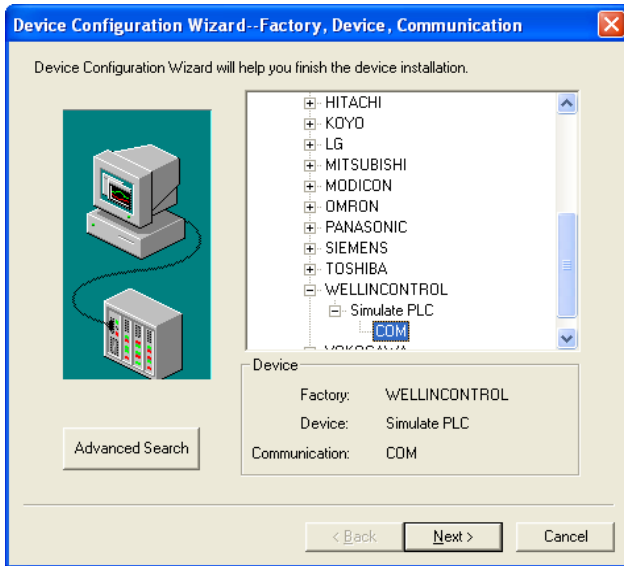 Device Configuration Wizard--Factory, Device, Communication
Device Configuration Wizard will help you finish the device installation.
HITACHI
KOYO
LG
MITSUBISHI
MODICON
OMRON
PANASONIC
SIEMENS
TOSHIBA
WELLINCONTROL
Simulate PLC
COM
YOKOGAWA
Device
Factory: WELLINCONTROL
Device: Simulate PLC
Communication: COM
Advanced Search
< Back Next > Cancel